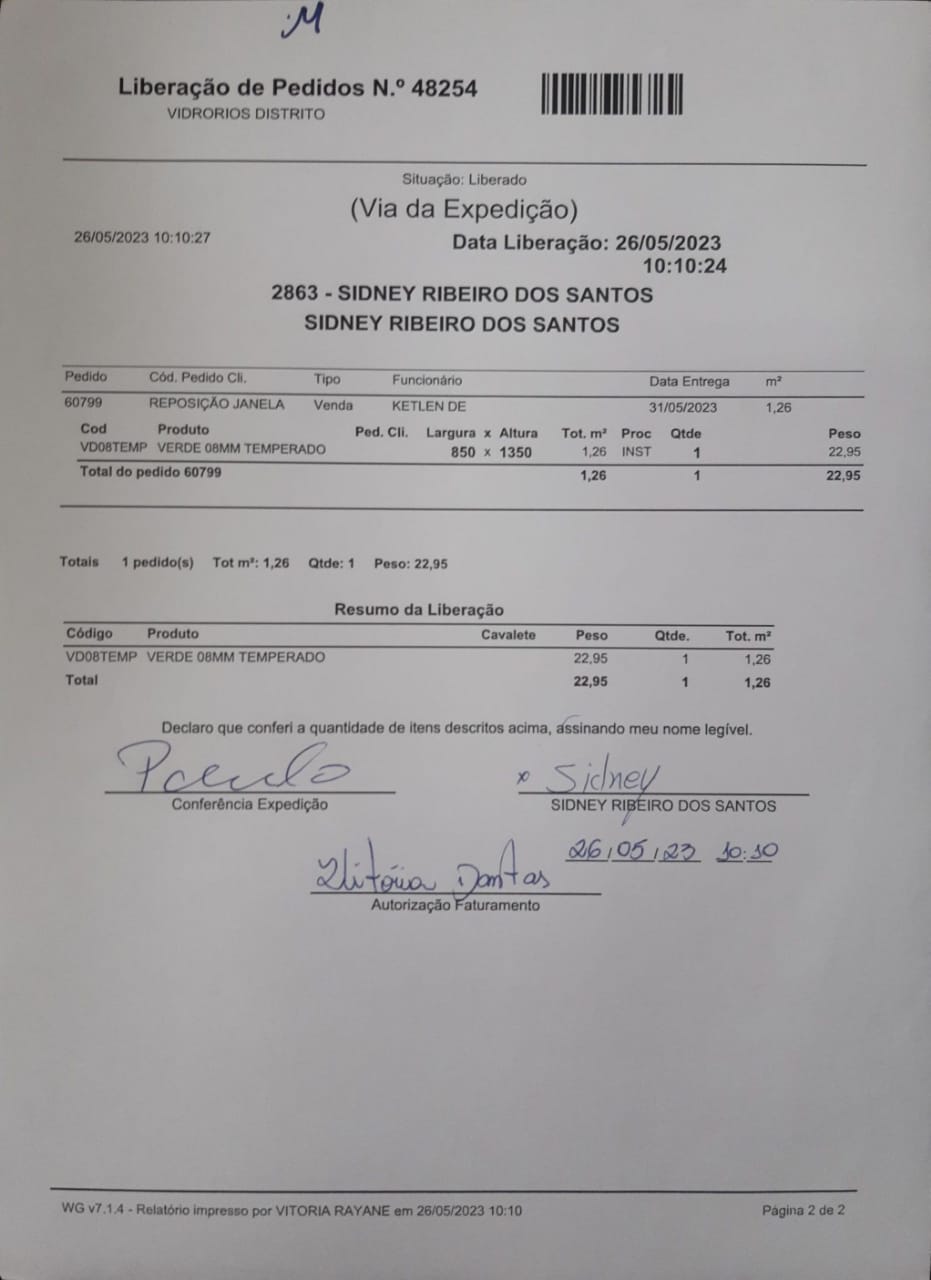 M
Liberação de Pedidos N.º 48254
VIDRORIOS DISTRITO
Situação: Liberado
(Via da Expedição)
26/05/2023 10:10:27
Data Liberação: 26/05/2023
10:10:24
2863 - SIDNEY RIBEIRO DOS SANTOS
SIDNEY RIBEIRO DOS SANTOS
Pedido Cód. Pedido Cli. Tipo Funcionário Data Entrega m²
60799 REPOSIÇÃO JANELA Venda KETLEN DE 31/05/2023 1,26
Cod Produto Ped. Cli. Largura x Altura Tot. m² Proc Qtde Peso
VD08TEMP VERDE 08MM TEMPERADO 850 x 1350 1,26 INST 1 22,95
Total do pedido 60799 1,26 1 22,95
Totais 1 pedido(s) Tot m²: 1,26 Qtde: 1 Peso: 22,95
Resumo da Liberação
Código Produto Cavalete Peso Qtde. Tot. m²
VD08TEMP VERDE 08MM TEMPERADO 22,95 1 1,26
Total 22,95 1 1,26
Declaro que conferi a quantidade de itens descritos acima, assinando meu nome legível.
Paulo x Sidney
Conferência Expedição SIDNEY RIBEIRO DOS SANTOS
26/05/23 10:10
Vitória Dantas
Autorização Faturamento
WG v7.1.4 - Relatório impresso por VITORIA RAYANE em 26/05/2023 10:10 Página 2 de 2